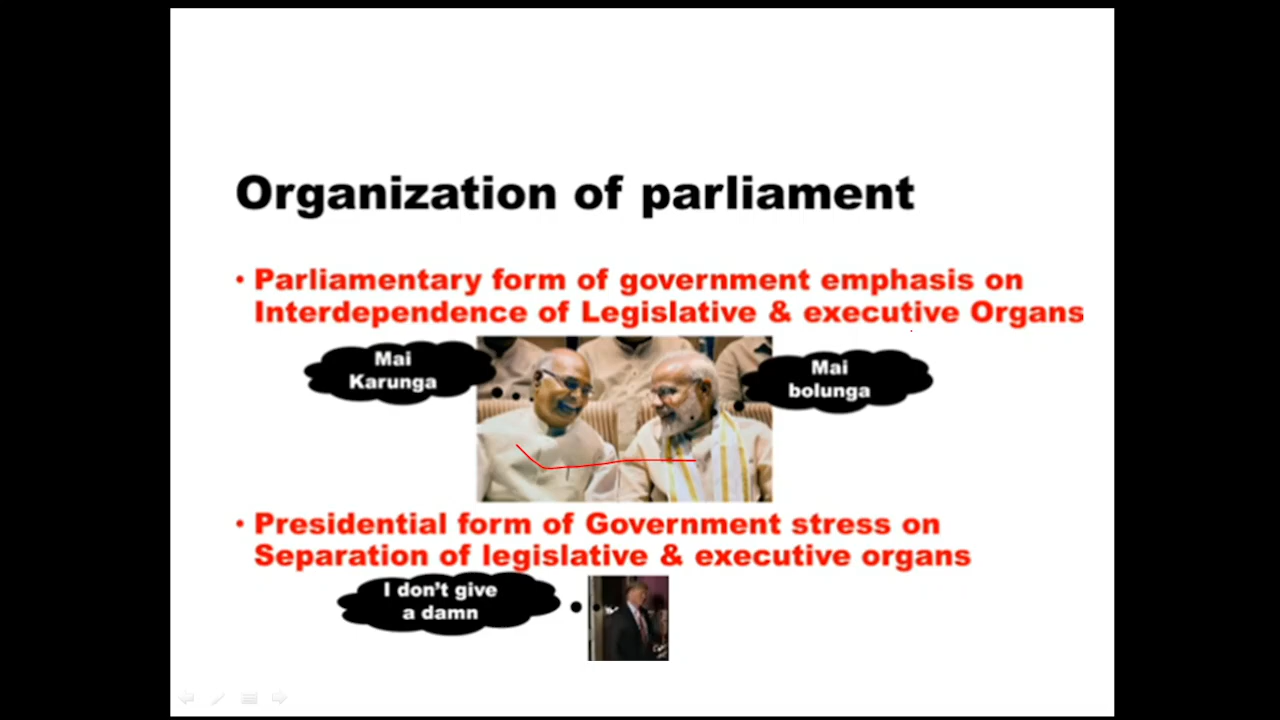 Organization of parliament
• Parliamentary form of government emphasis on
Interdependence of Legislative & executive Organs
Mai
Karunga
Mai
bolunga
• Presidential form of Government stress on
Separation of legislative & executive organs
I don't give
a damn